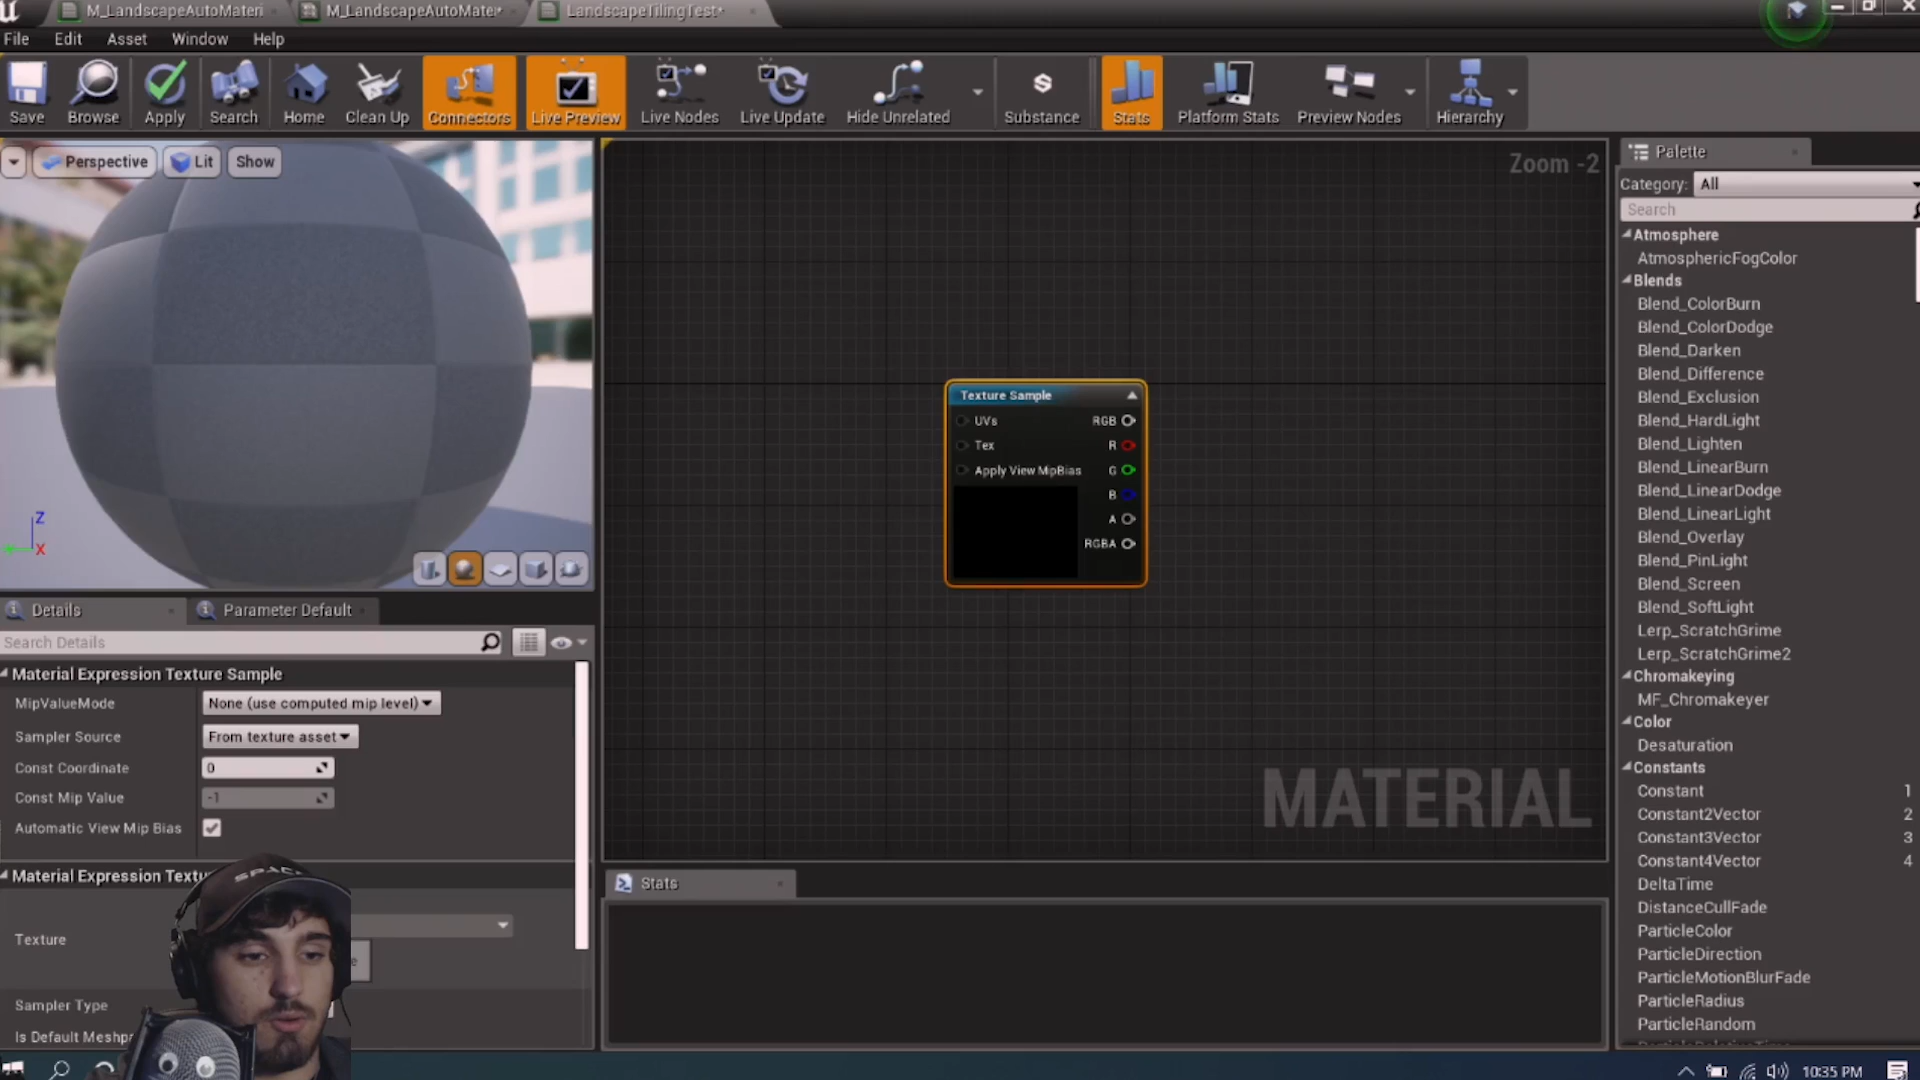 M_LandscapeAutoMateri
M_LandscapeAutoMater*
LandscapeTilingTest*
File Edit Asset Window Help
Save Browse Apply Search Home Clean Up Connectors Live Preview Live Nodes Live Update Hide Unrelated Substance Stats Platform Stats Preview Nodes Hierarchy
Perspective Lit Show
Zoom -2
Z
X
Texture Sample
UVs RGB
Tex R
Apply View MipBias G
B
A
RGBA
MATERIAL
Details Parameter Default
Search Details
Material Expression Texture Sample
MipValueMode None (use computed mip level)
Sampler Source From texture asset
Const Coordinate 0
Const Mip Value -1
Automatic View Mip Bias
Material Expression Textu
Texture
Sampler Type
Is Default Meshpa
SPACE
Stats
Palette
Category: All
Search
Atmosphere
AtmosphericFogColor
Blends
Blend_ColorBurn
Blend_ColorDodge
Blend_Darken
Blend_Difference
Blend_Exclusion
Blend_HardLight
Blend_Lighten
Blend_LinearBurn
Blend_LinearDodge
Blend_LinearLight
Blend_Overlay
Blend_PinLight
Blend_Screen
Blend_SoftLight
Lerp_ScratchGrime
Lerp_ScratchGrime2
Chromakeying
MF_Chromakeyer
Color
Desaturation
Constants
Constant 1
Constant2Vector 2
Constant3Vector 3
Constant4Vector 4
DeltaTime
DistanceCullFade
ParticleColor
ParticleDirection
ParticleMotionBlurFade
ParticleRadius
ParticleRandom
10:35 PM